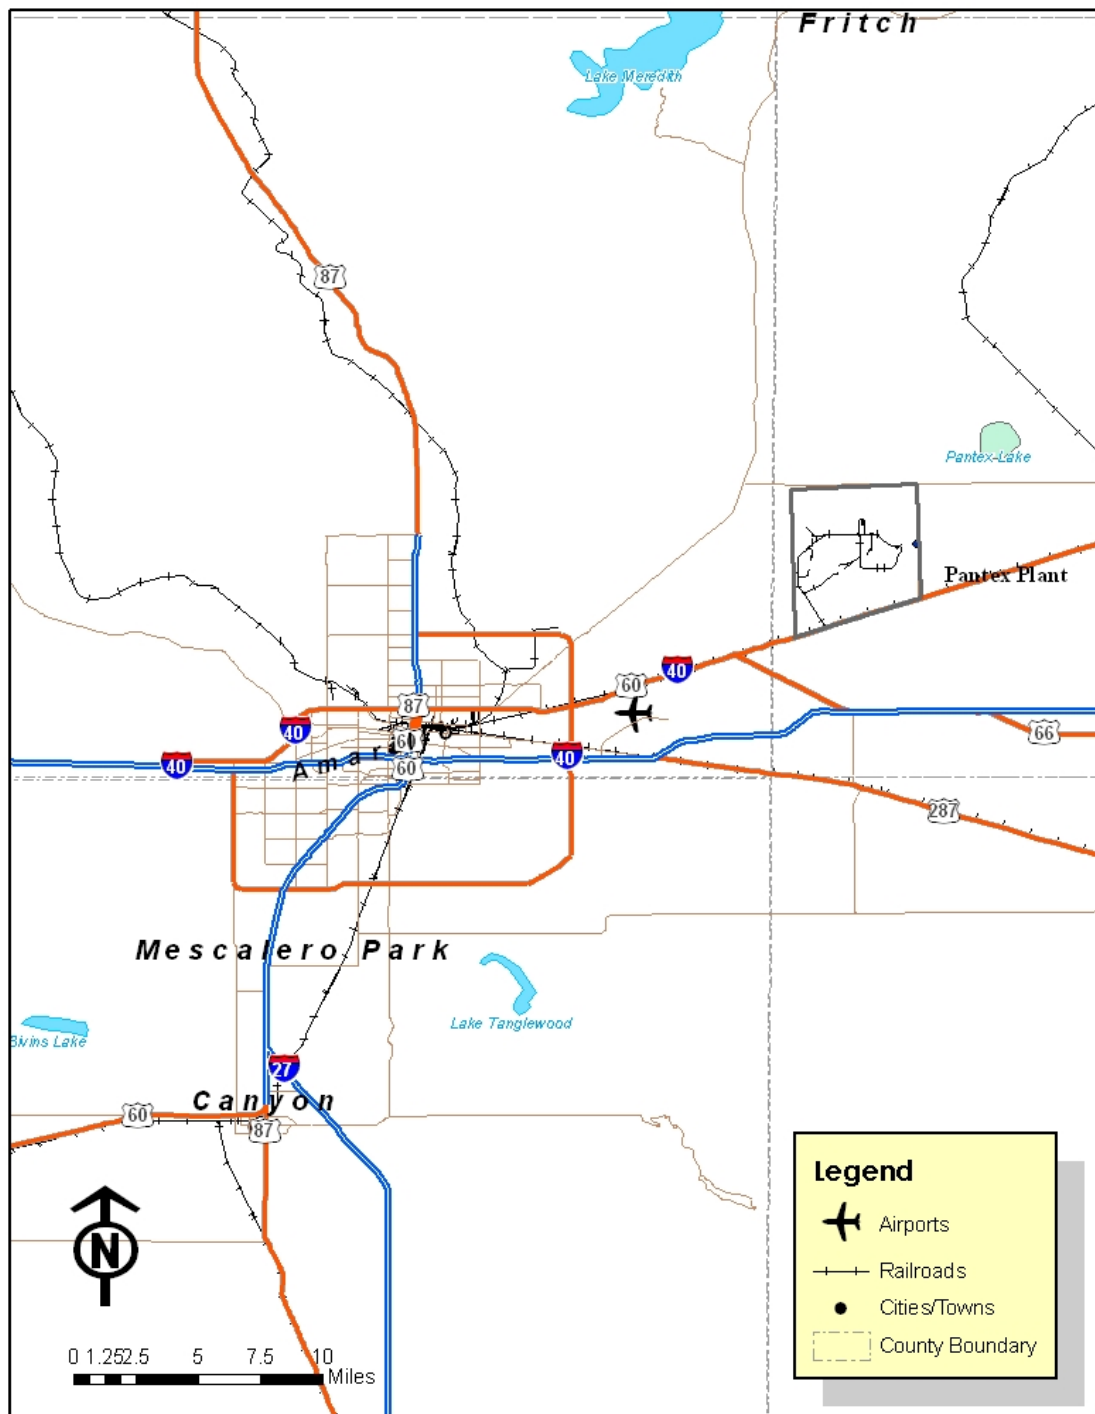 Fritch
Lake Meredith
87
Pantex Lake
Pantex Plant
40
60
87
40
66
60
40
40
Amaral
60
287
Mescalero Park
Lake Tanglewood
Bivins Lake
27
Canyon
60
87
Legend
Airports
Railroads
Cities/Towns
County Boundary
N
0 1.25 2.5 5 7.5 10
Miles